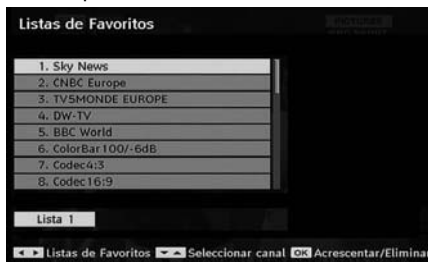 Listas de Favoritos
1. Sky News
2. CNBC Europe
3. TV5MONDE EUROPE
4. DW-TV
5. BBC World
6. ColorBar100/-6dB
7. Codec4:3
8. Codec16:9
Lista 1
Listas de Favoritos Seleccionar canal OK Acrescentar/Eliminar